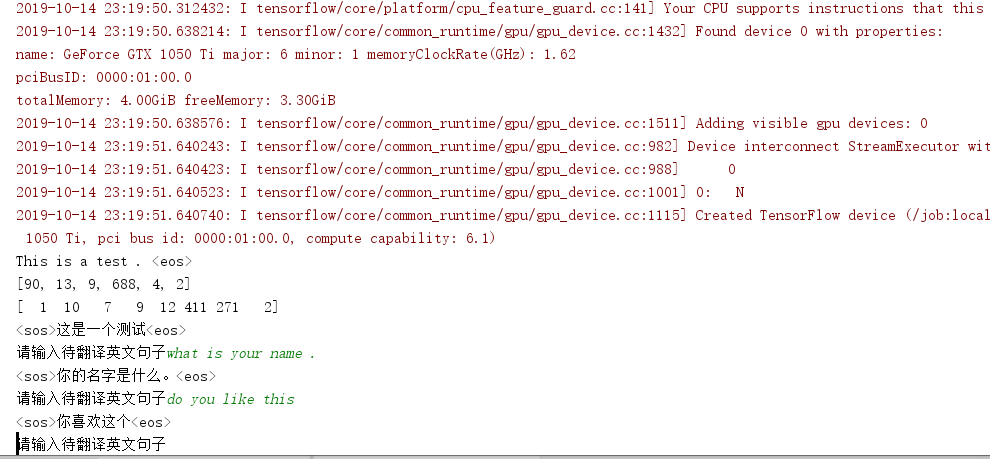 2019-10-14 23:19:50.312432: I tensorflow/core/platform/cpu_feature_guard.cc:141] Your CPU supports instructions that this
2019-10-14 23:19:50.638214: I tensorflow/core/common_runtime/gpu/gpu_device.cc:1432] Found device 0 with properties:
name: GeForce GTX 1050 Ti major: 6 minor: 1 memoryClockRate(GHz): 1.62
pciBusID: 0000:01:00.0
totalMemory: 4.00GiB freeMemory: 3.30GiB
2019-10-14 23:19:50.638576: I tensorflow/core/common_runtime/gpu/gpu_device.cc:1511] Adding visible gpu devices: 0
2019-10-14 23:19:51.640243: I tensorflow/core/common_runtime/gpu/gpu_device.cc:982] Device interconnect StreamExecutor wit
2019-10-14 23:19:51.640423: I tensorflow/core/common_runtime/gpu/gpu_device.cc:988]      0
2019-10-14 23:19:51.640523: I tensorflow/core/common_runtime/gpu/gpu_device.cc:1001] 0:   N
2019-10-14 23:19:51.640740: I tensorflow/core/common_runtime/gpu/gpu_device.cc:1115] Created TensorFlow device (/job:local
1050 Ti, pci bus id: 0000:01:00.0, compute capability: 6.1)
This is a test . <eos>
[90, 13, 9, 688, 4, 2]
[  1  10   7   9  12 411 271   2]
<sos>这是一个测试<eos>
请输入待翻译英文句子what is your name .
<sos>你的名字是什么。<eos>
请输入待翻译英文句子do you like this
<sos>你喜欢这个<eos>
请输入待翻译英文句子